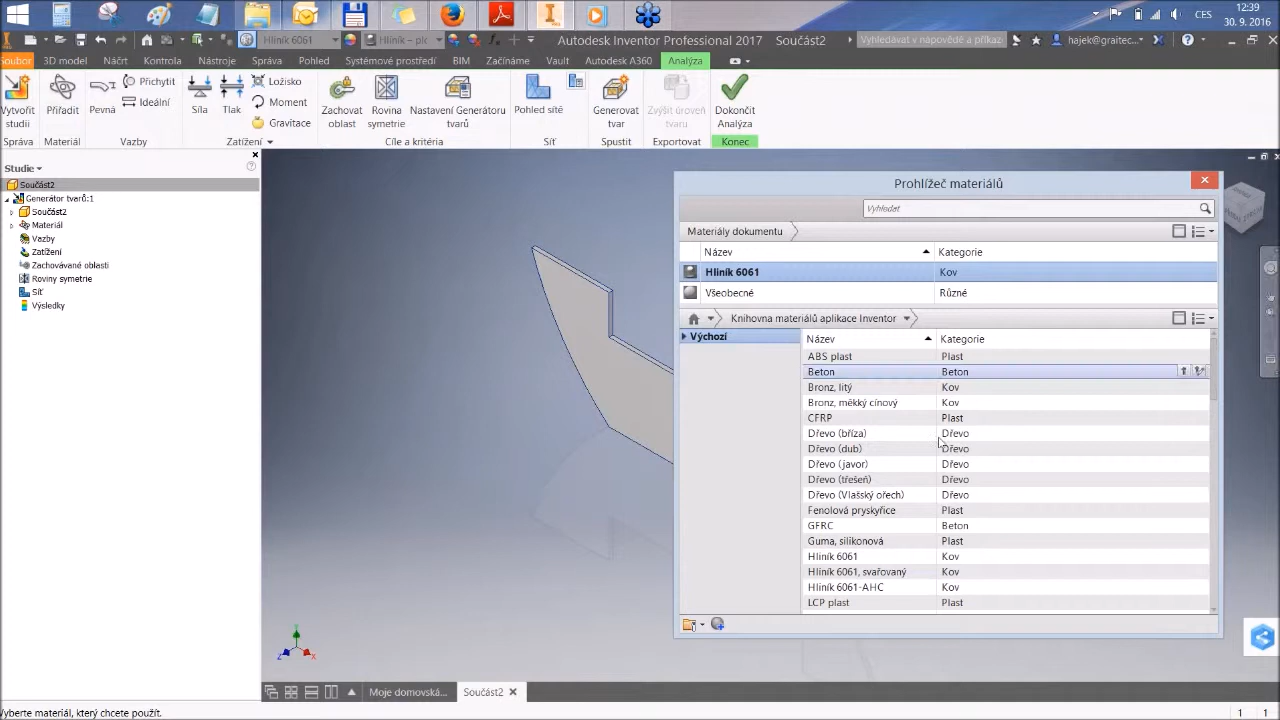 12:39
CES
30. 9. 2016
Hliník 6061
Hliník – ple
Autodesk Inventor Professional 2017 Součást2
Vyhledávat v nápovědě a příkaz
hajek@graitec...
Soubor 3D model Náčrt Kontrola Nástroje Správa Pohled Systémové prostředí BIM Začínáme Vault Autodesk A360 Analýza
Vytvořit studii
Přiřadit
Pevná
Přichytit
Ideální
Síla
Tlak
Ložisko
Moment
Gravitace
Zachovat oblast
Rovina symetrie
Nastavení Generátoru tvarů
Pohled sítě
Generovat tvar
Zvýšit úroveň tvaru
Dokončit Analýza
Správa Materiál Vazby Zatížení Cíle a kritéria Síť Spustit Exportovat Konec
Studie
Součást2
Generátor tvarů:1
Součást2
Materiál
Vazby
Zatížení
Zachovávané oblasti
Roviny symetrie
Síť
Výsledky
Prohlížeč materiálů
Vyhledat
Materiály dokumentu
Název Kategorie
Hliník 6061 Kov
Všeobecné Různé
Knihovna materiálů aplikace Inventor
Výchozí
Název Kategorie
ABS plast Plast
Beton Beton
Bronz, litý Kov
Bronz, měkký cínový Kov
CFRP Plast
Dřevo (bříza) Dřevo
Dřevo (dub) Dřevo
Dřevo (javor) Dřevo
Dřevo (třešeň) Dřevo
Dřevo (Vlašský ořech) Dřevo
Fenolová pryskyřice Plast
GFRC Beton
Guma, silikonová Plast
Hliník 6061 Kov
Hliník 6061, svařovaný Kov
Hliník 6061-AHC Kov
LCP plast Plast
Z X
Moje domovská... Součást2
Vyberte materiál, který chcete použít.
1 1